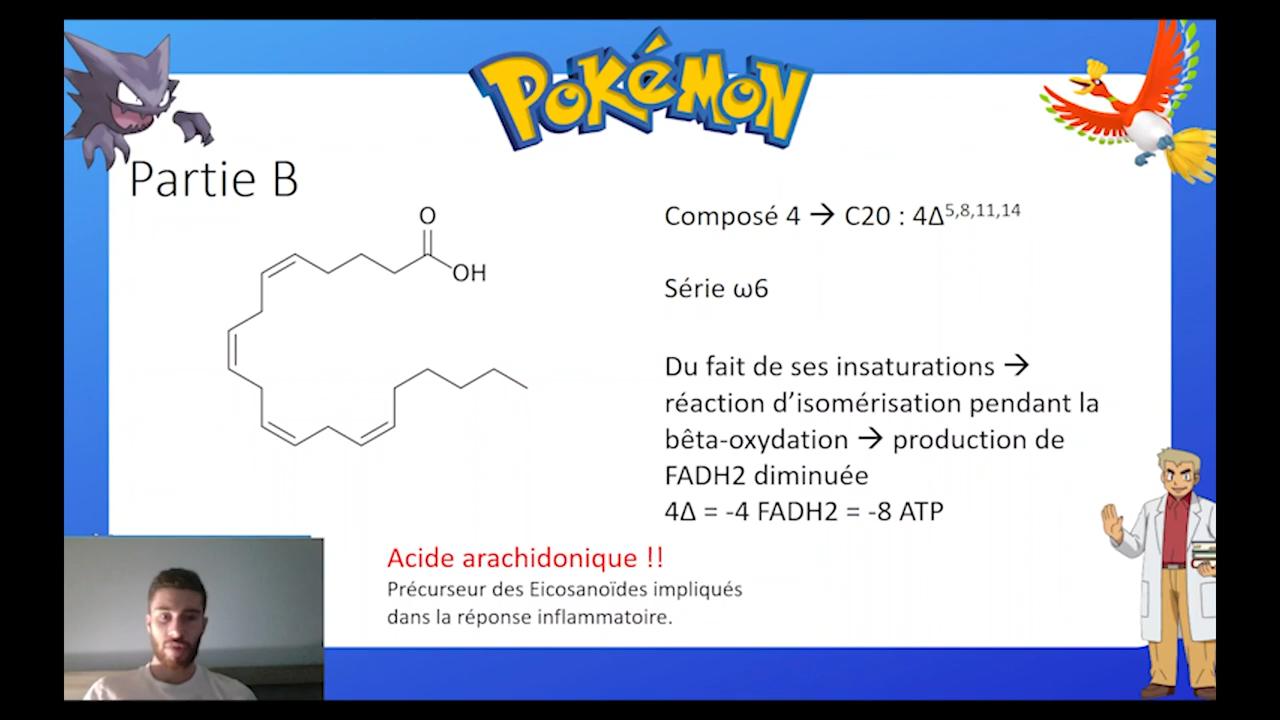 POKéMON
Partie B
O
OH
Composé 4 → C20 : 4Δ5,8,11,14
Série ω6
Du fait de ses insaturations →
réaction d’isomérisation pendant la
bêta-oxydation → production de
FADH2 diminuée
4Δ = -4 FADH2 = -8 ATP
Acide arachidonique !!
Précurseur des Eicosanoïdes impliqués
dans la réponse inflammatoire.